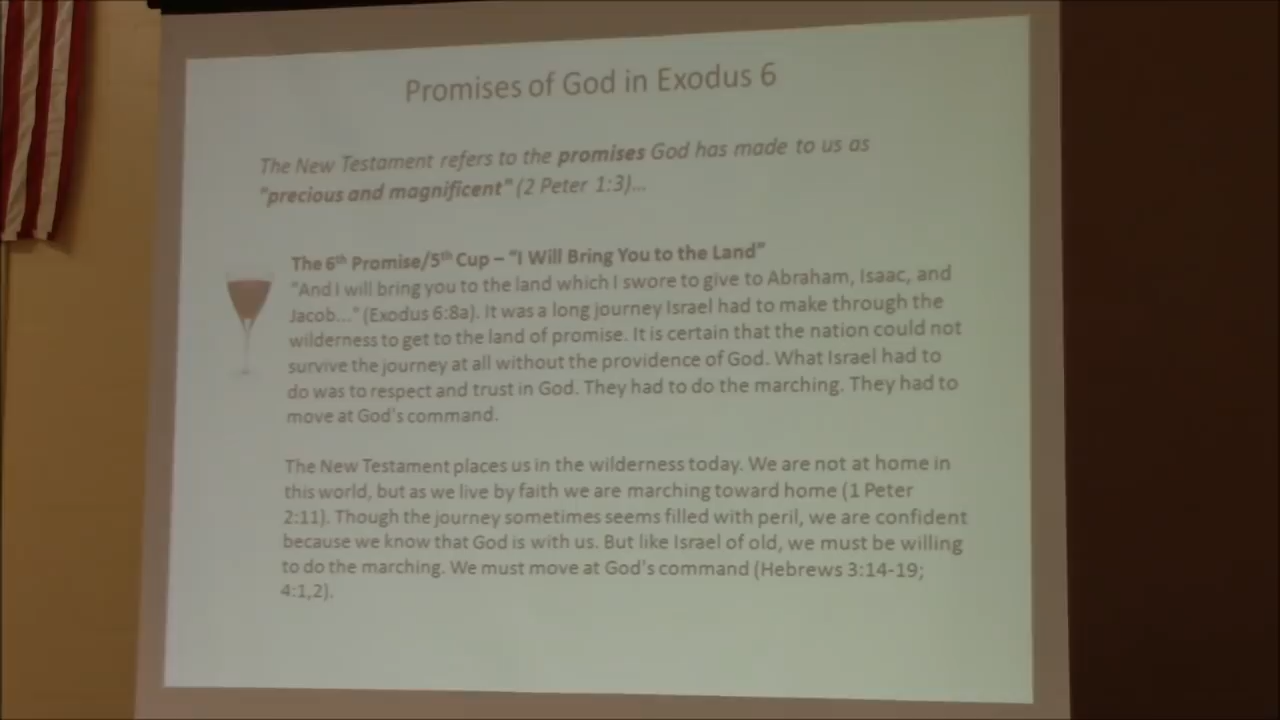 Promises of God in Exodus 6
The New Testament refers to the promises God has made to us as
"precious and magnificent" (2 Peter 1:3)...
The 6th Promise/5th Cup – "I Will Bring You to the Land"
"And I will bring you to the land which I swore to give to Abraham, Isaac, and
Jacob..." (Exodus 6:8a). It was a long journey Israel had to make through the
wilderness to get to the land of promise. It is certain that the nation could not
survive the journey at all without the providence of God. What Israel had to
do was to respect and trust in God. They had to do the marching. They had to
move at God's command.
The New Testament places us in the wilderness today. We are not at home in
this world, but as we live by faith we are marching toward home (1 Peter
2:11). Though the journey sometimes seems filled with peril, we are confident
because we know that God is with us. But like Israel of old, we must be willing
to do the marching. We must move at God's command (Hebrews 3:14-19;
4:1,2).